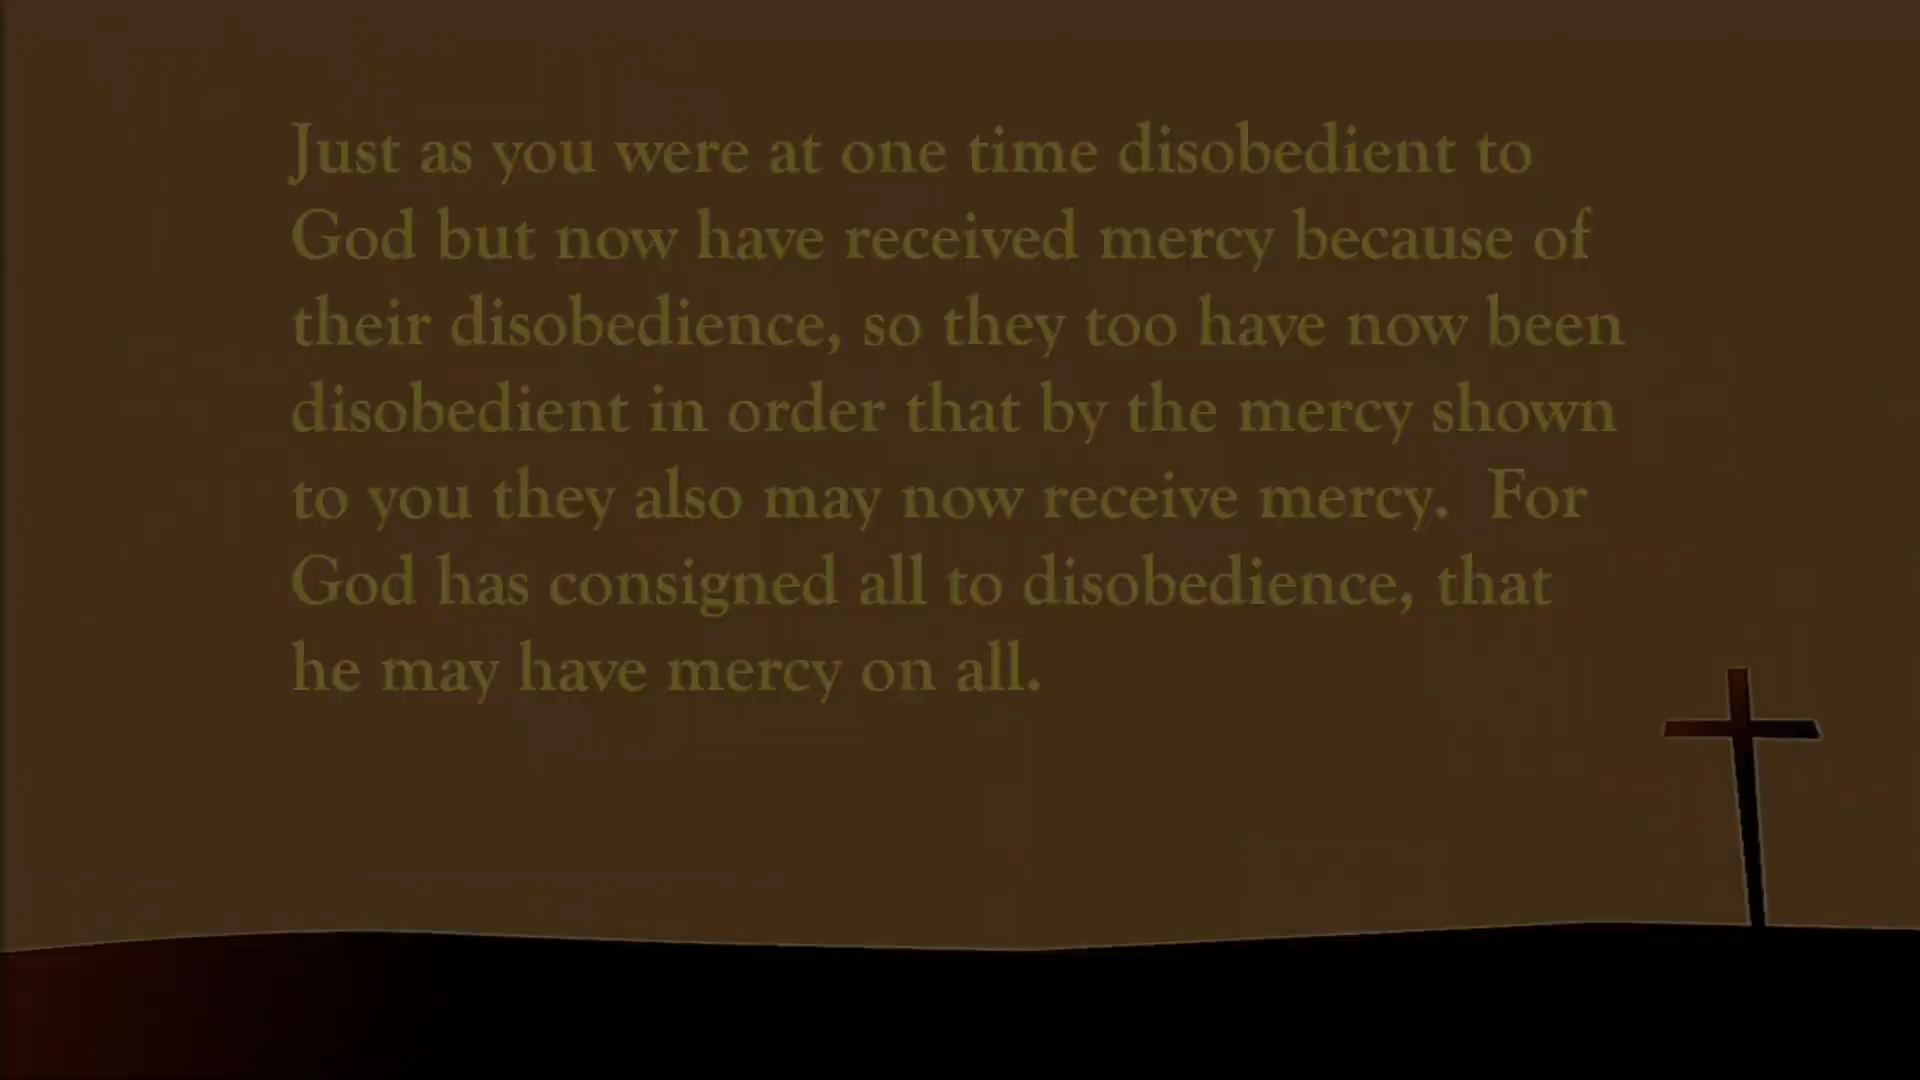 Just as you were at one time disobedient to
God but now have received mercy because of
their disobedience, so they too have now been
disobedient in order that by the mercy shown
to you they also may now receive mercy.  For
God has consigned all to disobedience, that
he may have mercy on all.